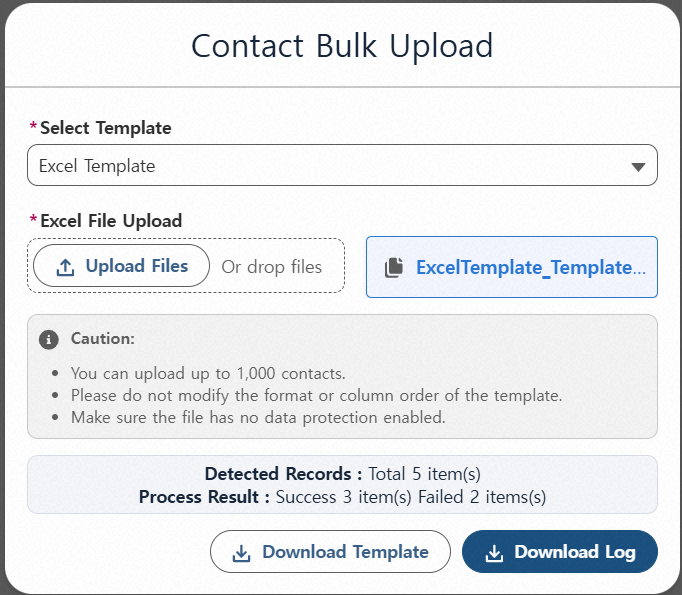 Contact Bulk Upload
*Select Template
Excel Template
*Excel File Upload
Upload Files Or drop files
ExcelTemplate_Template...
Caution:
• You can upload up to 1,000 contacts.
• Please do not modify the format or column order of the template.
• Make sure the file has no data protection enabled.
Detected Records : Total 5 item(s)
Process Result : Success 3 item(s) Failed 2 items(s)
Download Template
Download Log